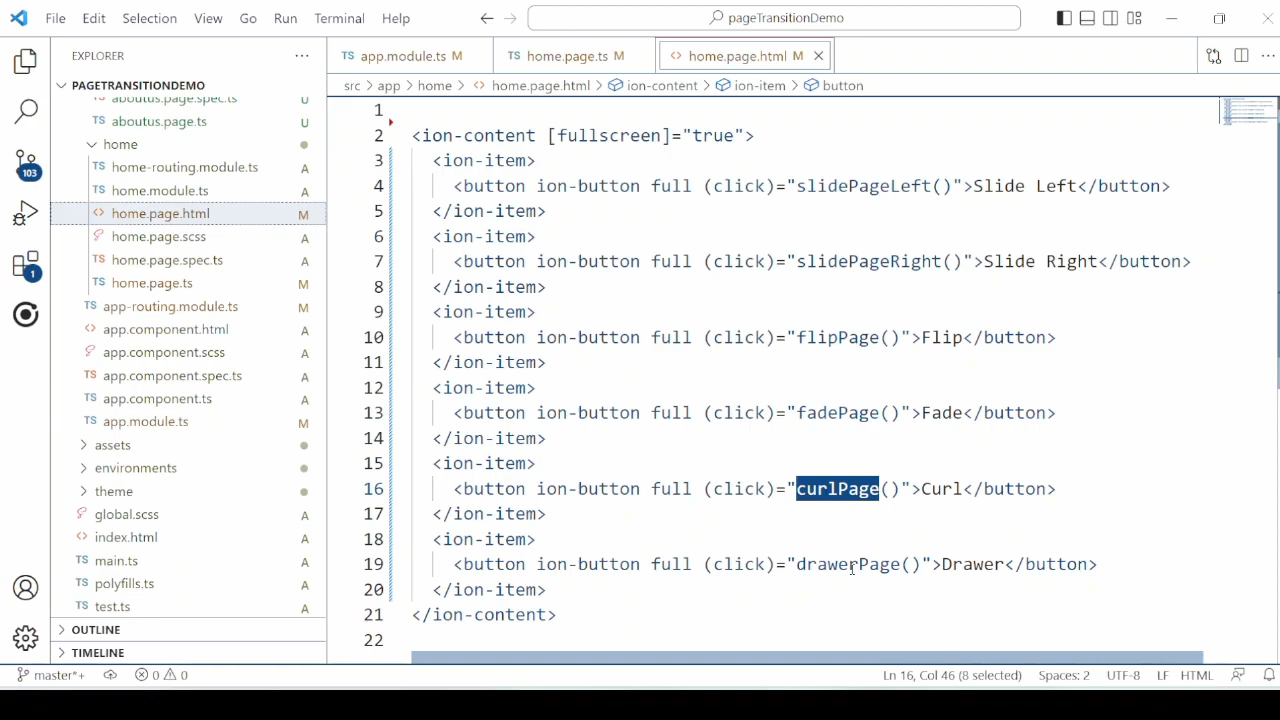 File Edit Selection View Go Run Terminal Help
pageTransitionDemo
EXPLORER
app.module.ts M
home.page.ts M
home.page.html M
src > app > home > home.page.html > ion-content > ion-item > button
PAGETRANSITIONDEMO
aboutus.page.spec.ts U
TS aboutus.page.ts U
home
TS home-routing.module.ts A
TS home.module.ts A
home.page.html M
home.page.scss A
TS home.page.spec.ts A
TS home.page.ts M
TS app-routing.module.ts M
app.component.html A
app.component.scss A
TS app.component.spec.ts A
TS app.component.ts A
TS app.module.ts M
assets
environments
theme
global.scss A
index.html A
TS main.ts A
TS polyfills.ts A
TS test.ts A
OUTLINE
TIMELINE
103
1
1
2 <ion-content [fullscreen]="true">
3 <ion-item>
4 <button ion-button full (click)="slidePageLeft()">Slide Left</button>
5 </ion-item>
6 <ion-item>
7 <button ion-button full (click)="slidePageRight()">Slide Right</button>
8 </ion-item>
9 <ion-item>
10 <button ion-button full (click)="flipPage()">Flip</button>
11 </ion-item>
12 <ion-item>
13 <button ion-button full (click)="fadePage()">Fade</button>
14 </ion-item>
15 <ion-item>
16 <button ion-button full (click)="curlPage()">Curl</button>
17 </ion-item>
18 <ion-item>
19 <button ion-button full (click)="drawerPage()">Drawer</button>
20 </ion-item>
21 </ion-content>
22
master*+ 0 0 Ln 16, Col 46 (8 selected) Spaces: 2 UTF-8 LF HTML